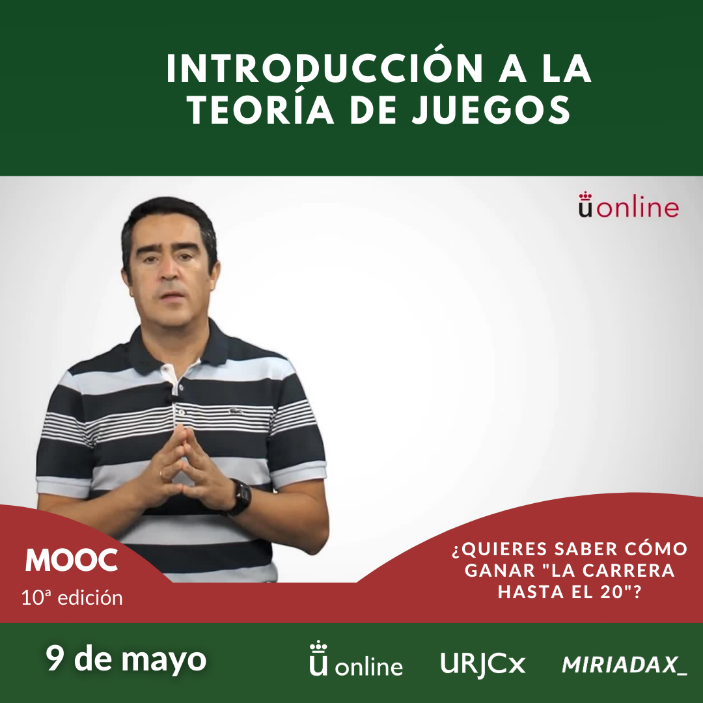 INTRODUCCIÓN A LA
TEORÍA DE JUEGOS
uonline
MOOC
10ª edición
¿QUIERES SABER CÓMO
GANAR "LA CARRERA
HASTA EL 20"?
9 de mayo
u online
URJCx
MIRIADAX_